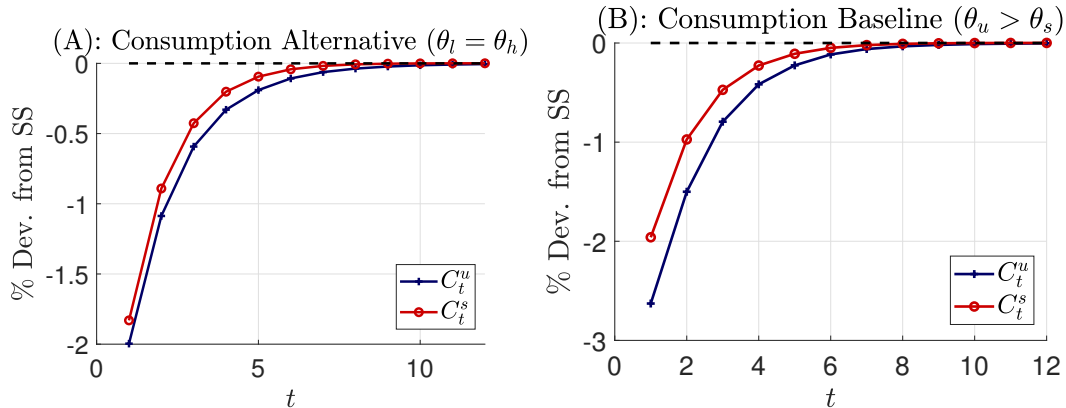 (A): Consumption Alternative (θ_l = θ_h)
0
-0.5
-1
-1.5
-2
% Dev. from SS
0
5
10
t
C_t^u
C_t^s
(B): Consumption Baseline (θ_u > θ_s)
0
-1
-2
-3
% Dev. from SS
0
2
4
6
8
10
12
t
C_t^u
C_t^s